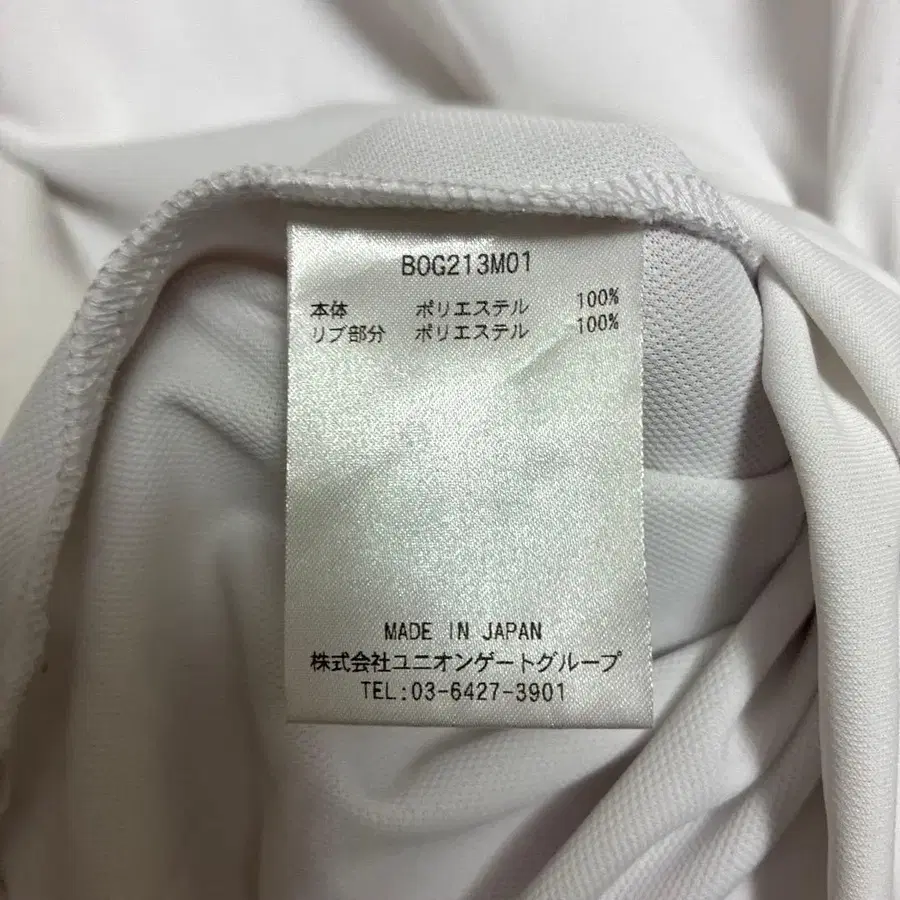 BOG213M01
本体 ポリエステル 100%
リブ部分 ポリエステル 100%
MADE IN JAPAN
株式会社ユニオンゲートグループ
TEL:03-6427-3901